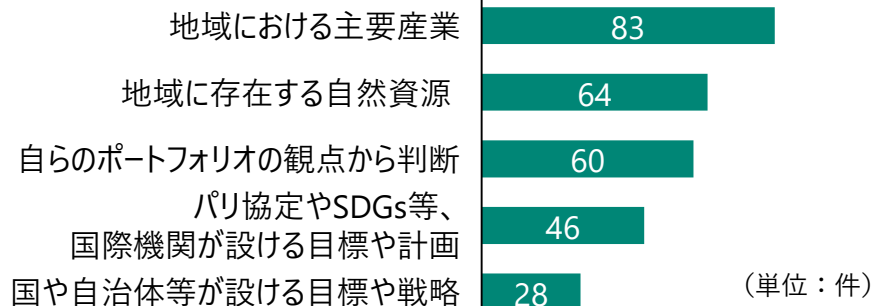 地域における主要産業 83
地域に存在する自然資源 64
自らのポートフォリオの観点から判断 60
パリ協定やSDGs等、
国際機関が設ける目標や計画 46
国や自治体等が設ける目標や戦略 28
（単位：件）